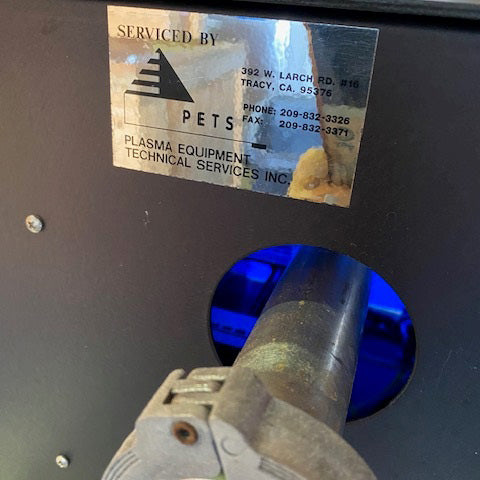 SERVICED BY
392 W. LARCH RD. #16
TRACY, CA. 95376
PHONE: 209-832-3326
FAX: 209-832-3371
PETS
PLASMA EQUIPMENT
TECHNICAL SERVICES INC.